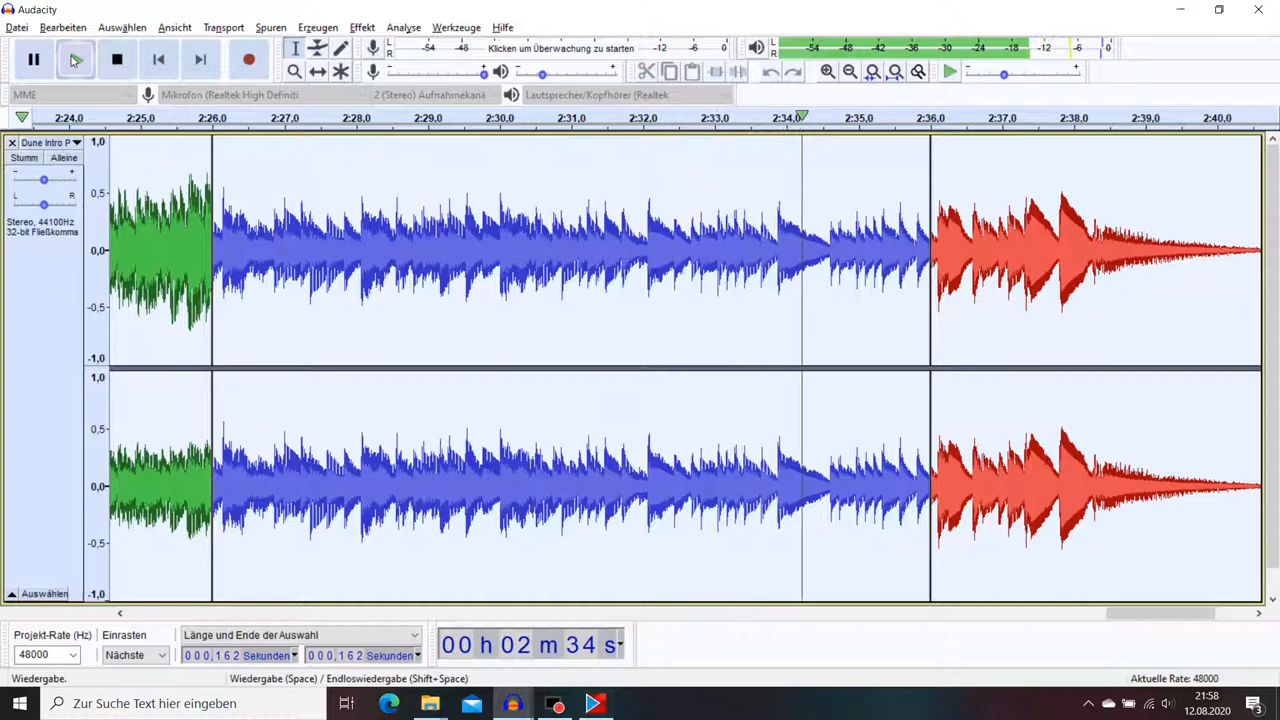 Audacity
Datei Bearbeiten Auswählen Ansicht Transport Spuren Erzeugen Effekt Analyse Werkzeuge Hilfe
L R -54 -48 Klicken um Überwachung zu starten -12 -6 0 L R -54 -48 -42 -36 -30 -24 -18 -12 -6 0
- + - + - +
MME Mikrofon (Realtek High Definiti 2 (Stereo) Aufnahmekanä Lautsprecher/Kopfhörer (Realtek
2:24,0 2:25,0 2:26,0 2:27,0 2:28,0 2:29,0 2:30,0 2:31,0 2:32,0 2:33,0 2:34,0 2:35,0 2:36,0 2:37,0 2:38,0 2:39,0 2:40,0
Dune Intro P
Stumm Alleine
- +
L R
Stereo, 44100Hz
32-bit Fließkomma
1,0
0,5
0,0
-0,5
-1,0
1,0
0,5
0,0
-0,5
-1,0
Auswählen
Projekt-Rate (Hz) Einrasten Länge und Ende der Auswahl
48000 Nächste 0 0 0,1 6 2 Sekunden 0 0 0,1 6 2 Sekunden
00 h 02 m 34 s
Wiedergabe. Wiedergabe (Space) / Endloswiedergabe (Shift+Space) Aktuelle Rate: 48000
Zur Suche Text hier eingeben
21:58
12.08.2020
3